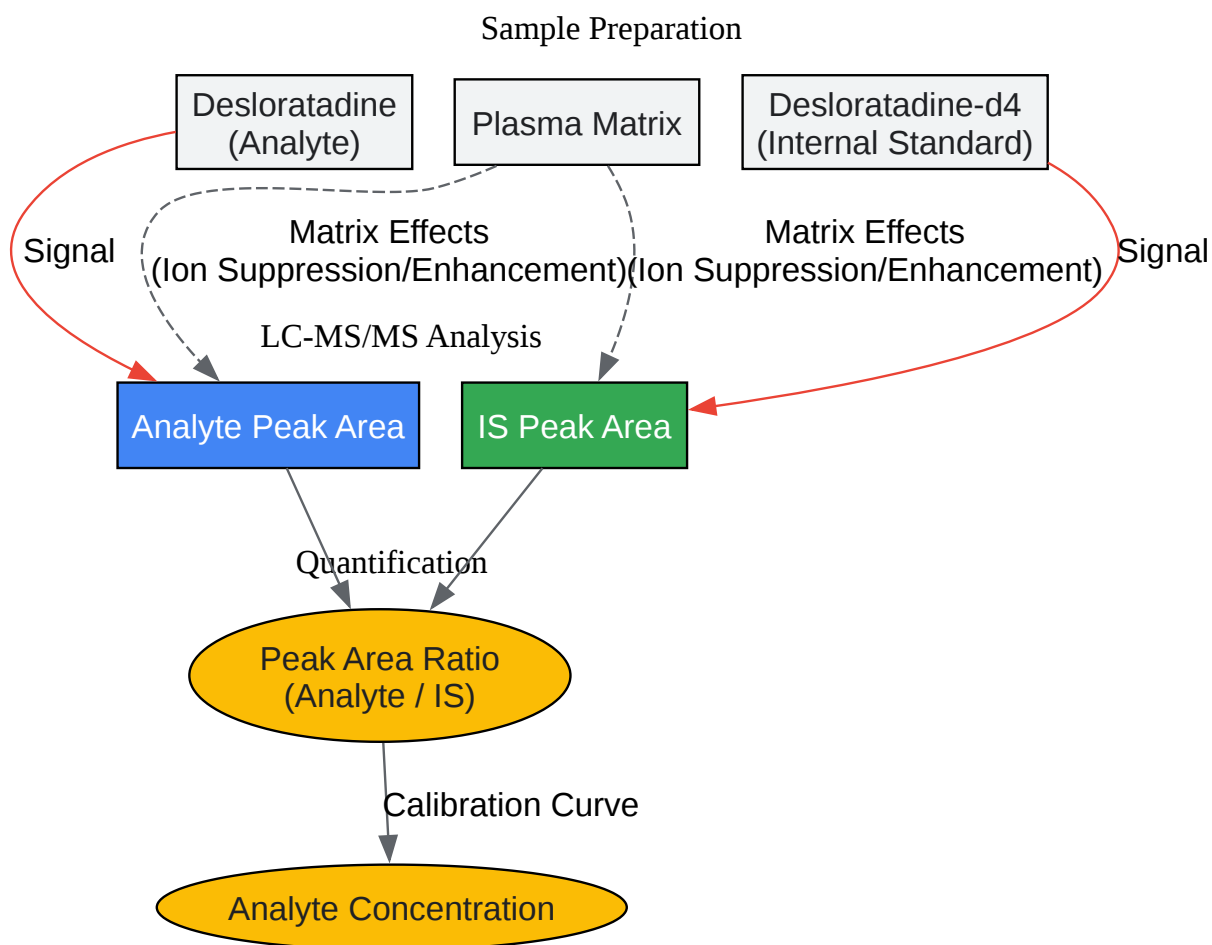 Sample Preparation
Desloratadine
(Analyte)
Plasma Matrix
Desloratadine-d4
(Internal Standard)
Signal
Matrix Effects
(Ion Suppression/Enhancement)
Matrix Effects
(Ion Suppression/Enhancement)
Signal
LC-MS/MS Analysis
Analyte Peak Area
IS Peak Area
Quantification
Peak Area Ratio
(Analyte / IS)
Calibration Curve
Analyte Concentration